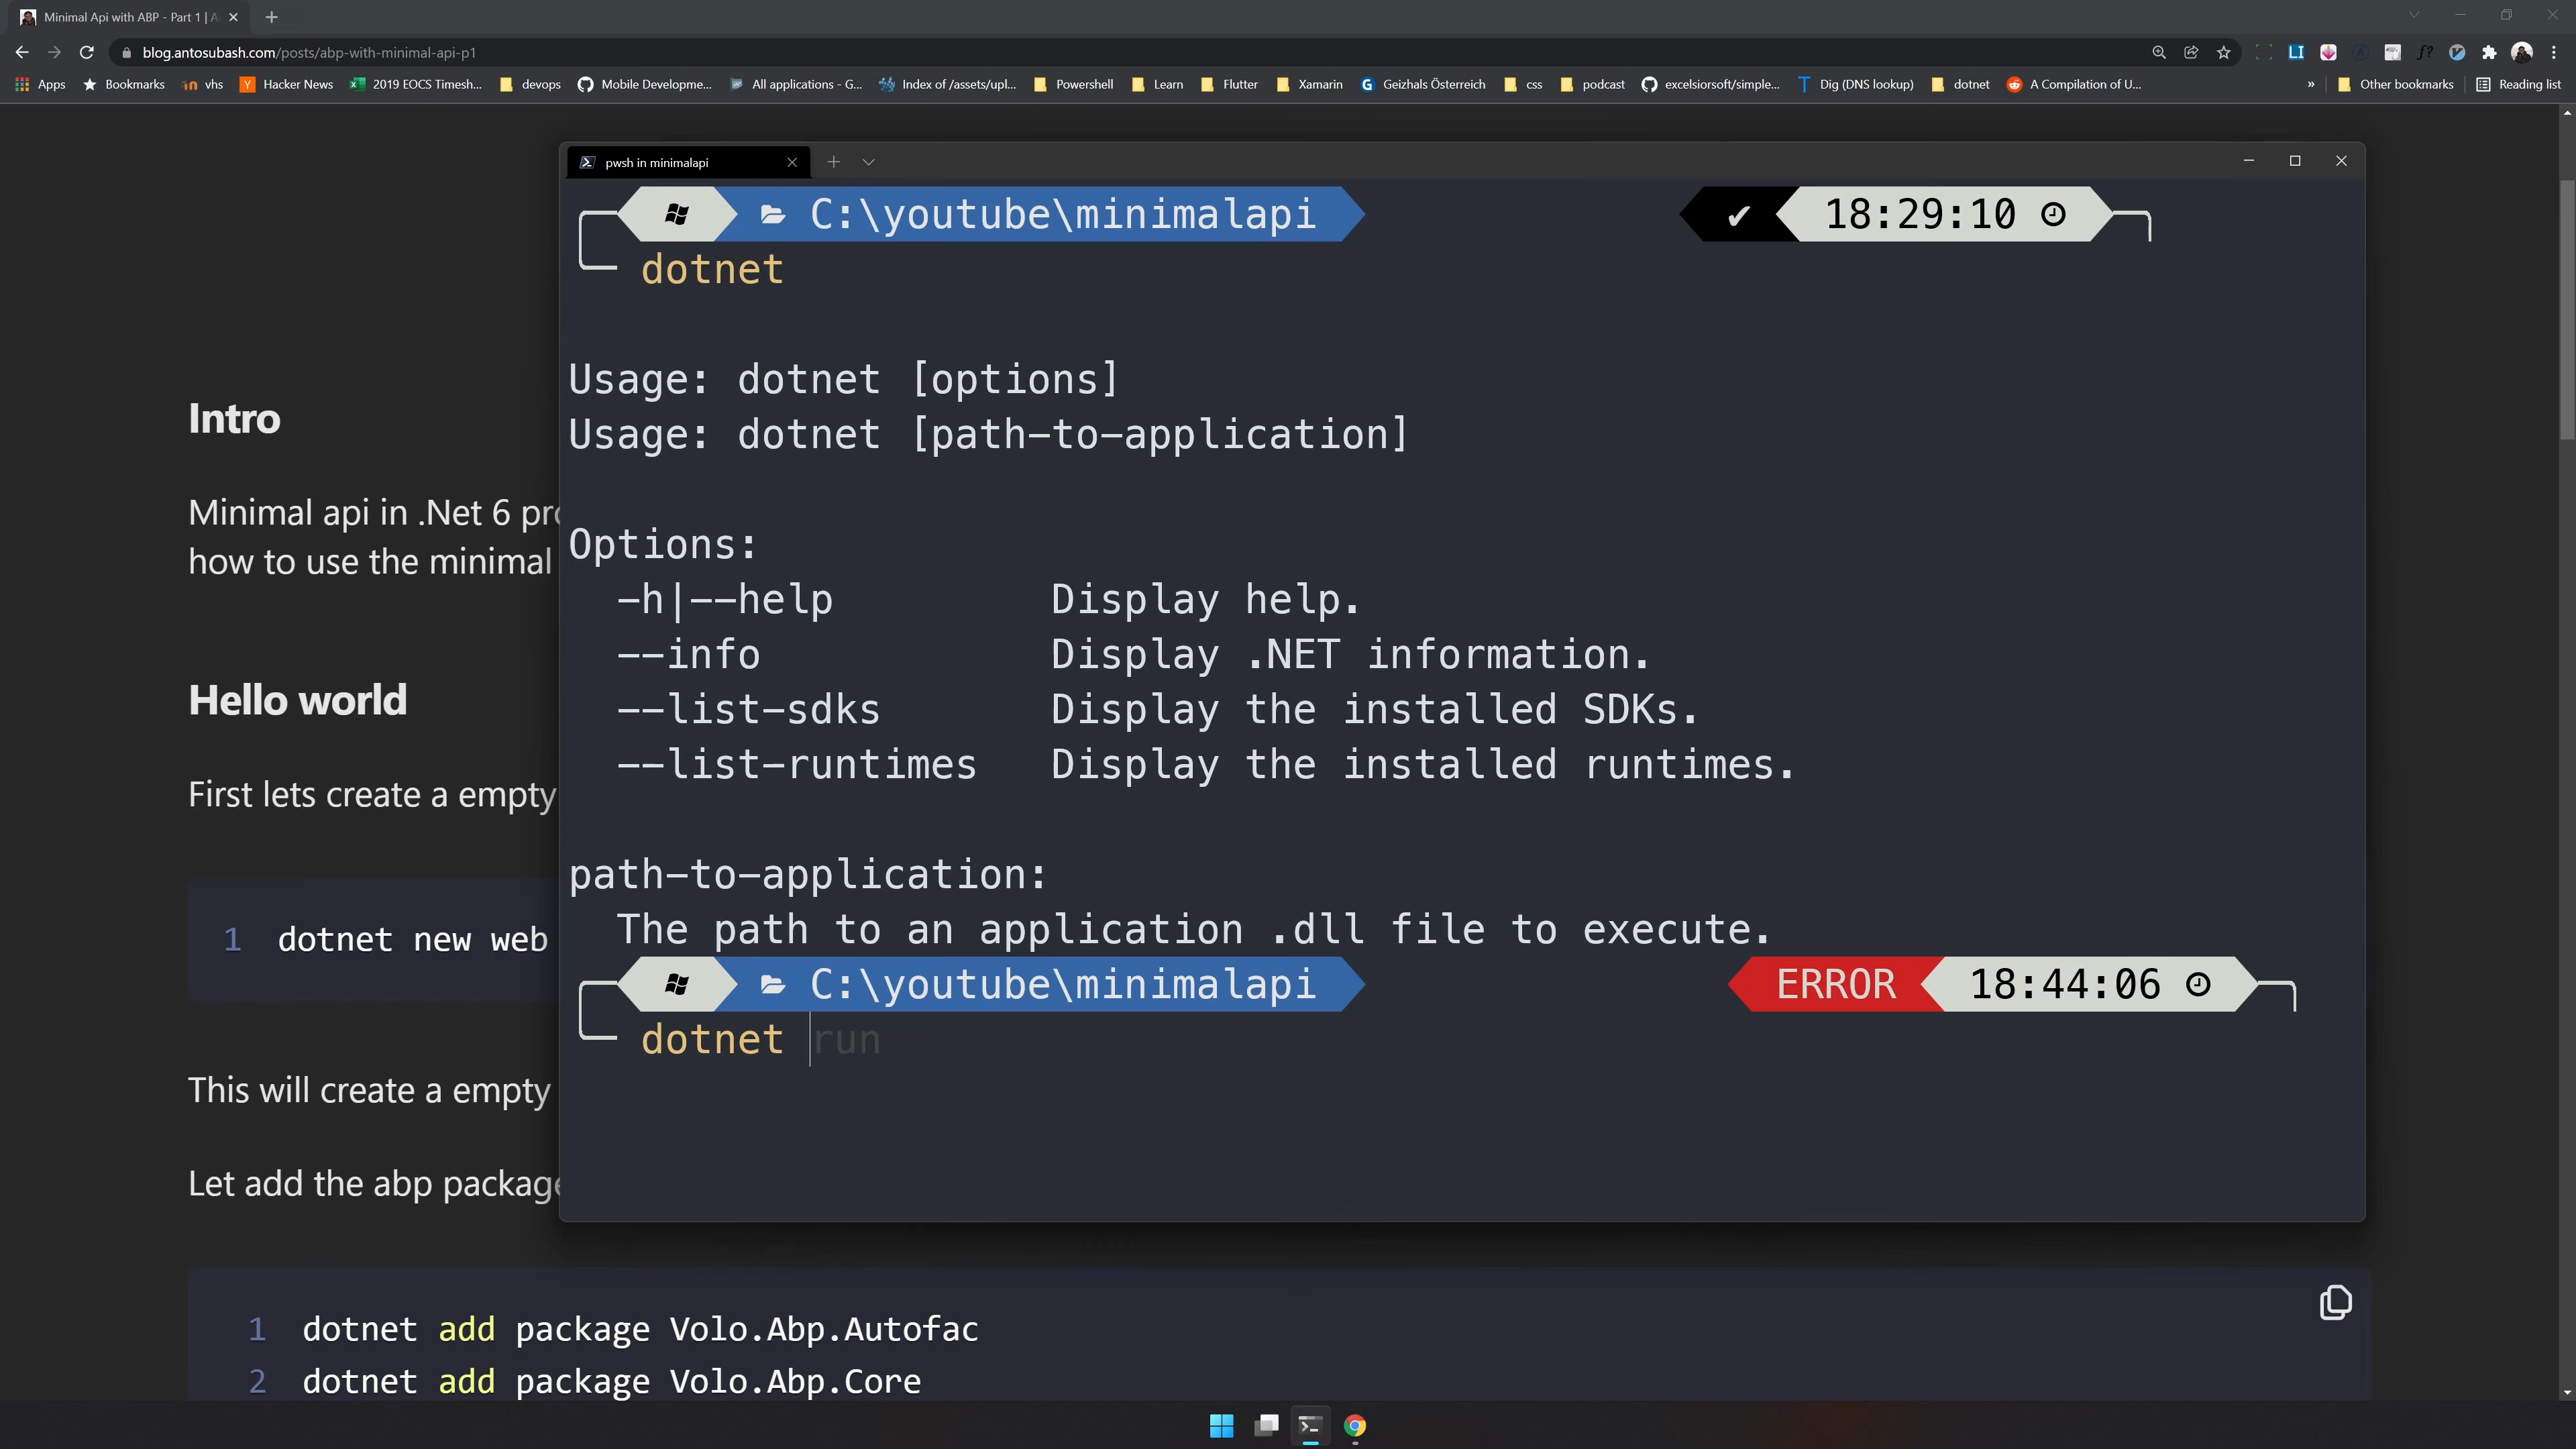 Minimal Api with ABP - Part 1 | A
blog.antosubash.com/posts/abp-with-minimal-api-p1
Apps Bookmarks vhs Hacker News 2019 EOCS Timesh... devops Mobile Developme... All applications - G... Index of /assets/upl... Powershell Learn Flutter Xamarin Geizhals Österreich css podcast excelsiorsoft/simple... Dig (DNS lookup) dotnet A Compilation of U... » Other bookmarks Reading list
pwsh in minimalapi
C:\youtube\minimalapi ✔ 18:29:10
dotnet
Usage: dotnet [options]
Usage: dotnet [path-to-application]
Options:
-h|--help Display help.
--info Display .NET information.
--list-sdks Display the installed SDKs.
--list-runtimes Display the installed runtimes.
path-to-application:
The path to an application .dll file to execute.
C:\youtube\minimalapi ERROR 18:44:06
dotnet run
Intro
Minimal api in .Net 6 pro
how to use the minimal
Hello world
First lets create a empty
1 dotnet new web
This will create a empty
Let add the abp package
1 dotnet add package Volo.Abp.Autofac
2 dotnet add package Volo.Abp.Core